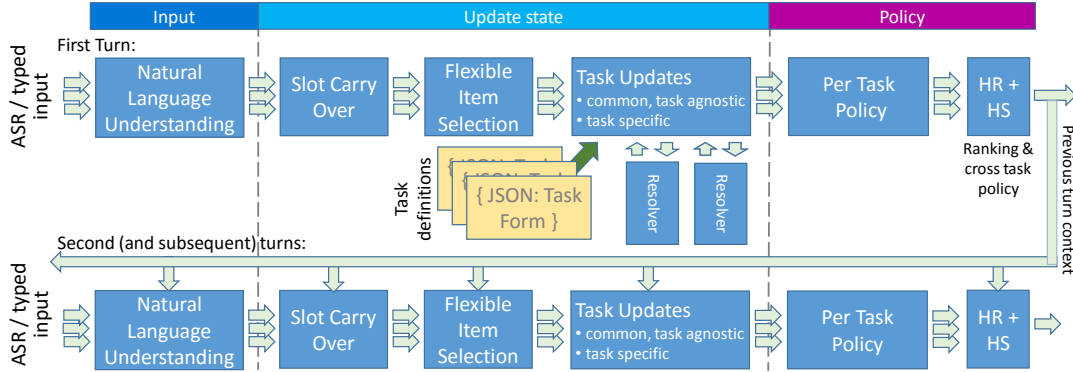 Input
Update state
Policy
First Turn:
ASR / typed
input
Natural
Language
Understanding
Slot Carry
Over
Flexible
Item
Selection
Task Updates
• common, task agnostic
• task specific
Per Task
Policy
HR +
HS
Ranking &
cross task
policy
Previous turn context
Task
definitions
{ JSON: Task
{ JSON: Task
Form }
Resolver
Resolver
Second (and subsequent) turns:
ASR / typed
input
Natural
Language
Understanding
Slot Carry
Over
Flexible
Item
Selection
Task Updates
• common, task agnostic
• task specific
Per Task
Policy
HR +
HS